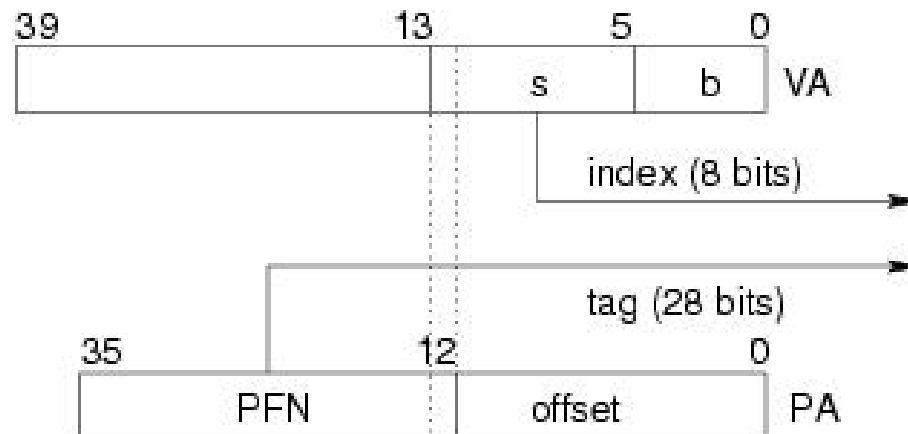 39 13 5 0
s b VA
index (8 bits)
tag (28 bits)
35 12 0
PFN offset PA